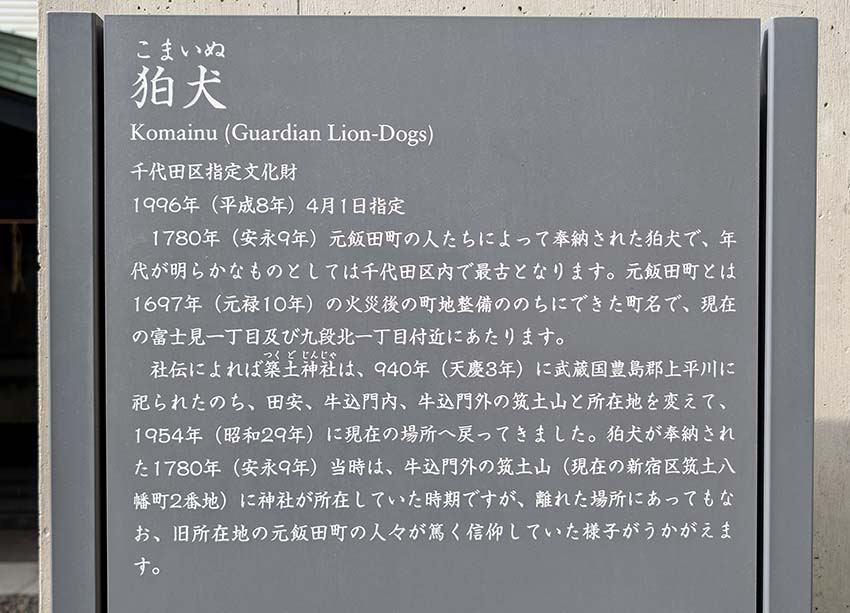 こまいぬ
狛犬
Komainu (Guardian Lion-Dogs)
千代田区指定文化財
1996年（平成8年）4月1日指定
1780年（安永9年）元飯田町の人たちによって奉納された狛犬で、年
代が明らかなものとしては千代田区内で最古となります。元飯田町とは
1697年（元禄10年）の火災後の町地整備ののちにできた町名で、現在
の富士見一丁目及び九段北一丁目付近にあたります。
つくどじんじゃ
社伝によれば築土神社は、940年（天慶3年）に武蔵国豊島郡上平川に
祀られたのち、田安、牛込門内、牛込門外の筑土山と所在地を変えて、
1954年（昭和29年）に現在の場所へ戻ってきました。狛犬が奉納され
た1780年（安永9年）当時は、牛込門外の筑土山（現在の新宿区筑土八
幡町2番地）に神社が所在していた時期ですが、離れた場所にあってもな
お、旧所在地の元飯田町の人々が篤く信仰していた様子がうかがえま
す。